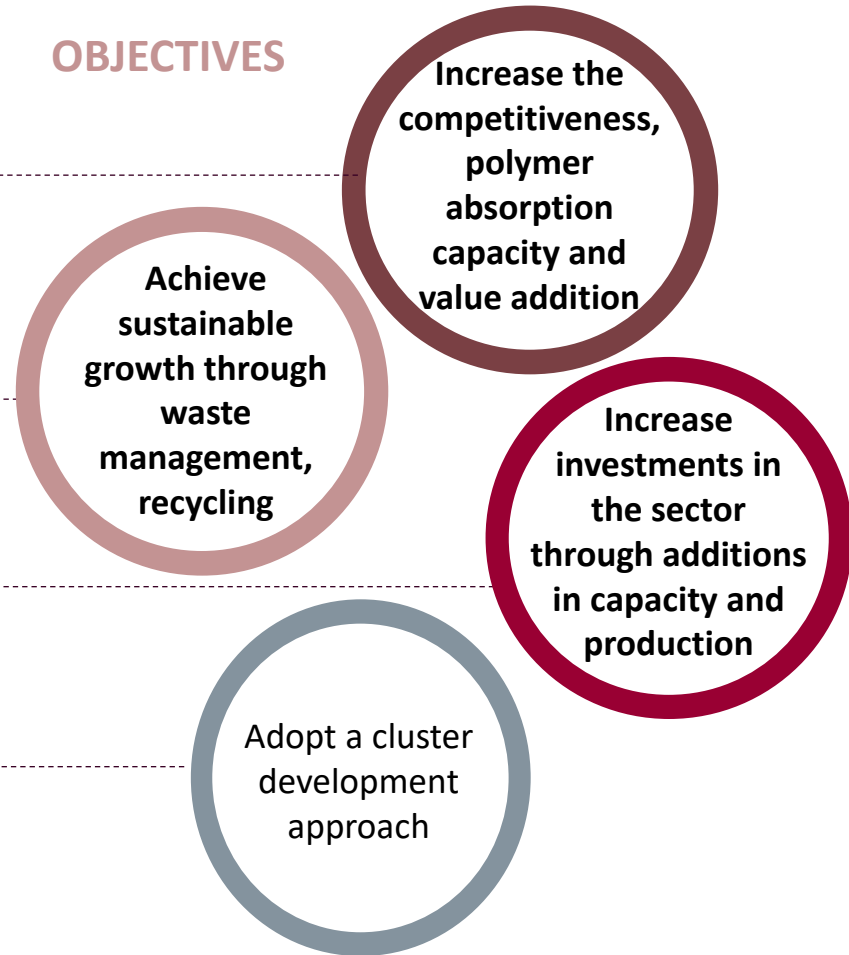 OBJECTIVES
Increase the
competitiveness,
polymer
absorption
capacity and
value addition
Achieve
sustainable
growth through
waste
management,
recycling
Increase
investments in
the sector
through additions
in capacity and
production
Adopt a cluster
development
approach